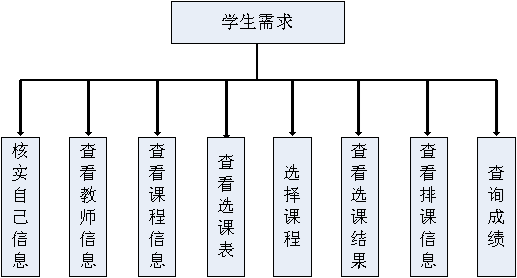 学生需求
核实自己信息
查看教师信息
查看课程信息
查看选课表
选择课程
查看选课结果
查看排课信息
查询成绩